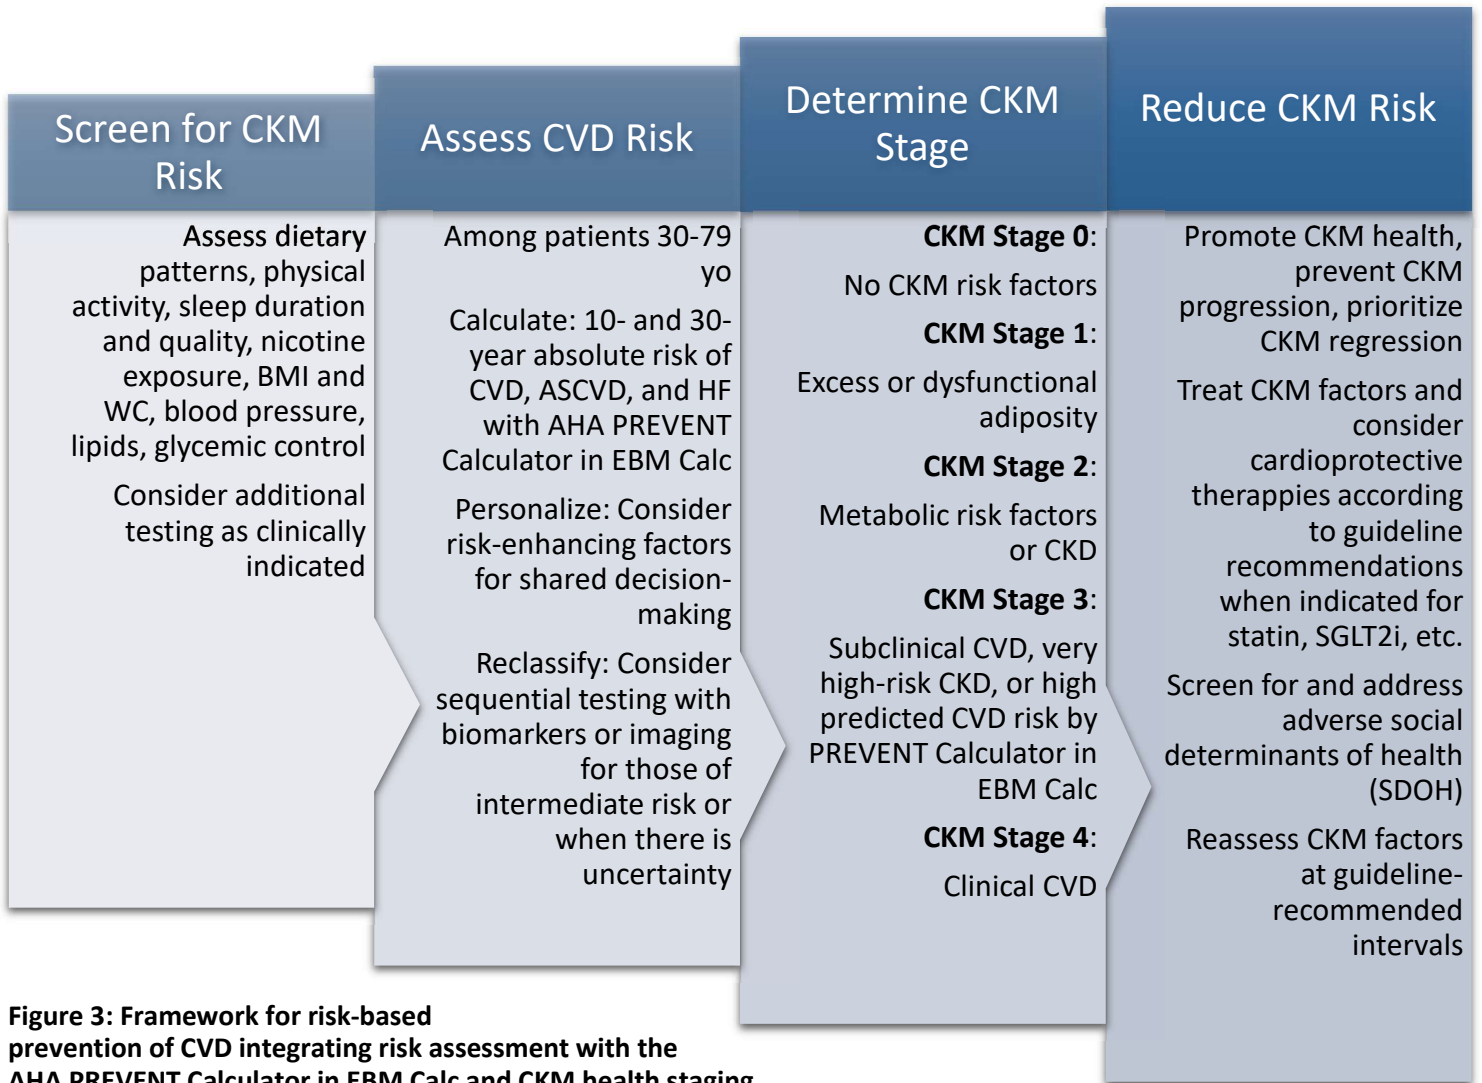 Screen for CKM
Risk
Assess dietary
patterns, physical
activity, sleep duration
and quality, nicotine
exposure, BMI and
WC, blood pressure,
lipids, glycemic control
Consider additional
testing as clinically
indicated
Assess CVD Risk
Among patients 30-79
yo
Calculate: 10- and 30-
year absolute risk of
CVD, ASCVD, and HF
with AHA PREVENT
Calculator in EBM Calc
Personalize: Consider
risk-enhancing factors
for shared decision-
making
Reclassify: Consider
sequential testing with
biomarkers or imaging
for those of
intermediate risk or
when there is
uncertainty
Determine CKM
Stage
CKM Stage 0:
No CKM risk factors
CKM Stage 1:
Excess or dysfunctional
adiposity
CKM Stage 2:
Metabolic risk factors
or CKD
CKM Stage 3:
Subclinical CVD, very
high-risk CKD, or high
predicted CVD risk by
PREVENT Calculator in
EBM Calc
CKM Stage 4:
Clinical CVD
Reduce CKM Risk
Promote CKM health,
prevent CKM
progression, prioritize
CKM regression
Treat CKM factors and
consider
cardioprotective
therappies according
to guideline
recommendations
when indicated for
statin, SGLT2i, etc.
Screen for and address
adverse social
determinants of health
(SDOH)
Reassess CKM factors
at guideline-
recommended
intervals
Figure 3: Framework for risk-based
prevention of CVD integrating risk assessment with the
AHA PREVENT Calculator in EBM Calc and CKM health staging